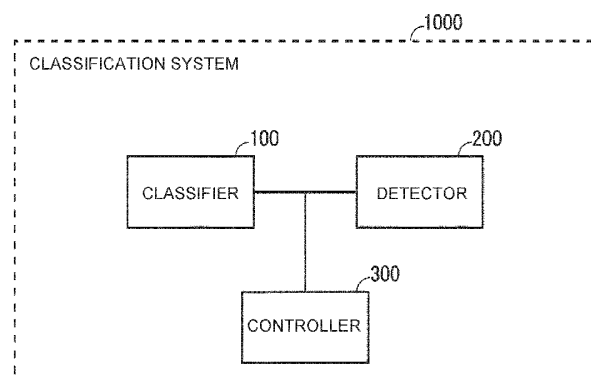 1000
CLASSIFICATION SYSTEM
100
200
CLASSIFIER
DETECTOR
300
CONTROLLER